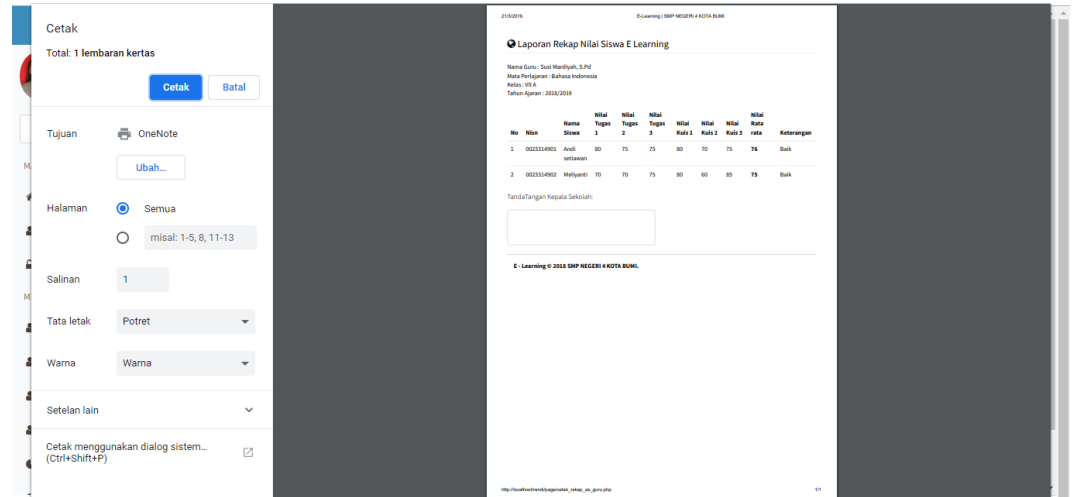 Cetak
Total: 1 lembaran kertas
Cetak Batal
Tujuan OneNote
Ubah...
Halaman Semua
misal: 1-5, 8, 11-13
Salinan 1
Tata letak Potret
Warna Warna
Setelan lain
Cetak menggunakan dialog sistem...
(Ctrl+Shift+P)
21/3/2019 E-Learning | SMP NEGERI 4 KOTA BUMI
Laporan Rekap Nilai Siswa E Learning
Nama Guru : Susi Mardiyah, S.Pd
Mata Perlajaran : Bahasa Indonesia
Kelas : VII A
Tahun Ajaran : 2018/2019
No Nisn Nama Siswa Nilai Tugas 1 Nilai Tugas 2 Nilai Tugas 3 Nilai Kuis 1 Nilai Kuis 2 Nilai Kuis 3 Nilai Rata rata Keterangan
1 0023314901 Andi setiawan 80 75 75 80 70 75 76 Baik
2 0023314902 Meliyanti 70 70 75 80 60 85 75 Baik
TandaTangan Kepala Sekolah:
E - Learning © 2018 SMP NEGERI 4 KOTA BUMI.
1/1